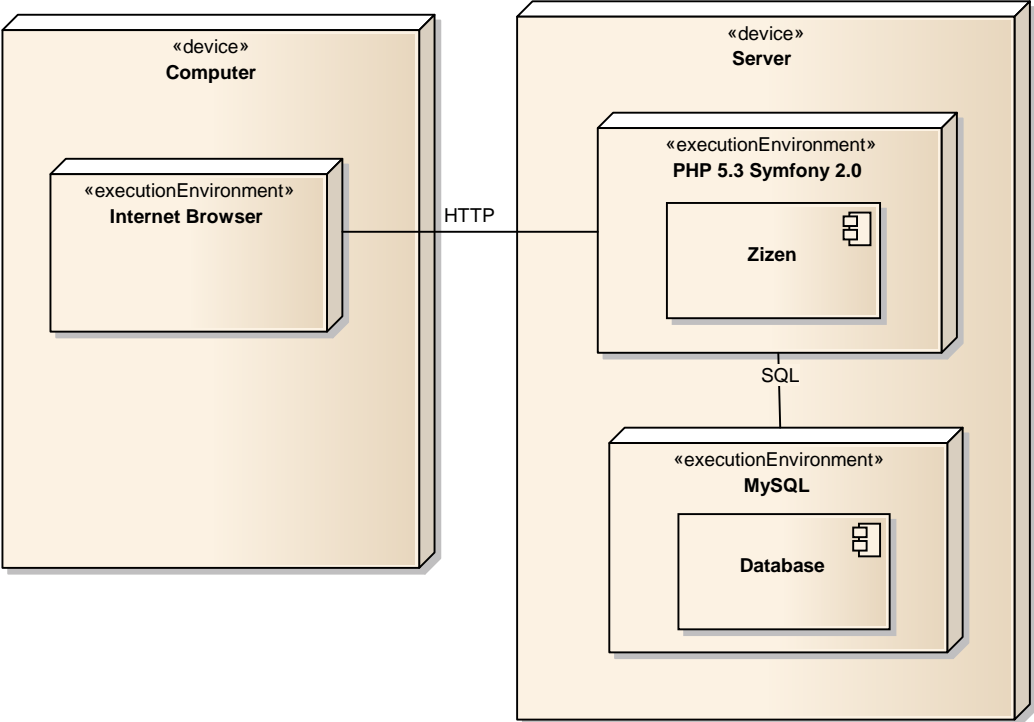 «device»
Computer
«executionEnvironment»
Internet Browser
HTTP
«device»
Server
«executionEnvironment»
PHP 5.3 Symfony 2.0
Zizen
SQL
«executionEnvironment»
MySQL
Database